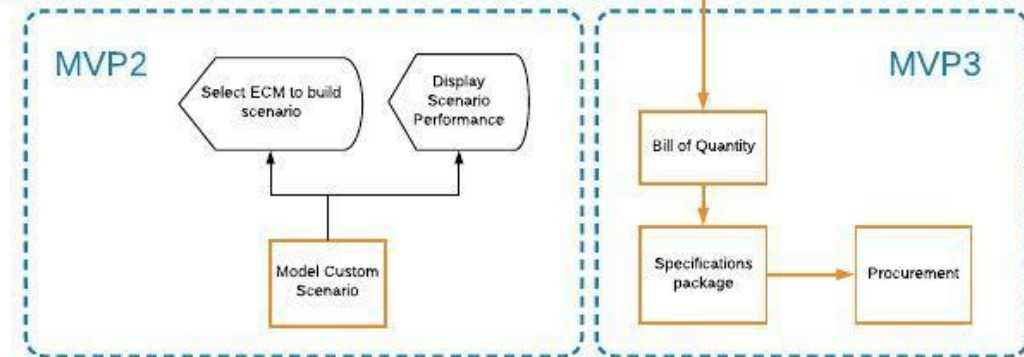 MVP2
Select ECM to build
scenario
Display
Scenario
Performance
Model Custom
Scenario
MVP3
Bill of Quantity
Specifications
package
Procurement